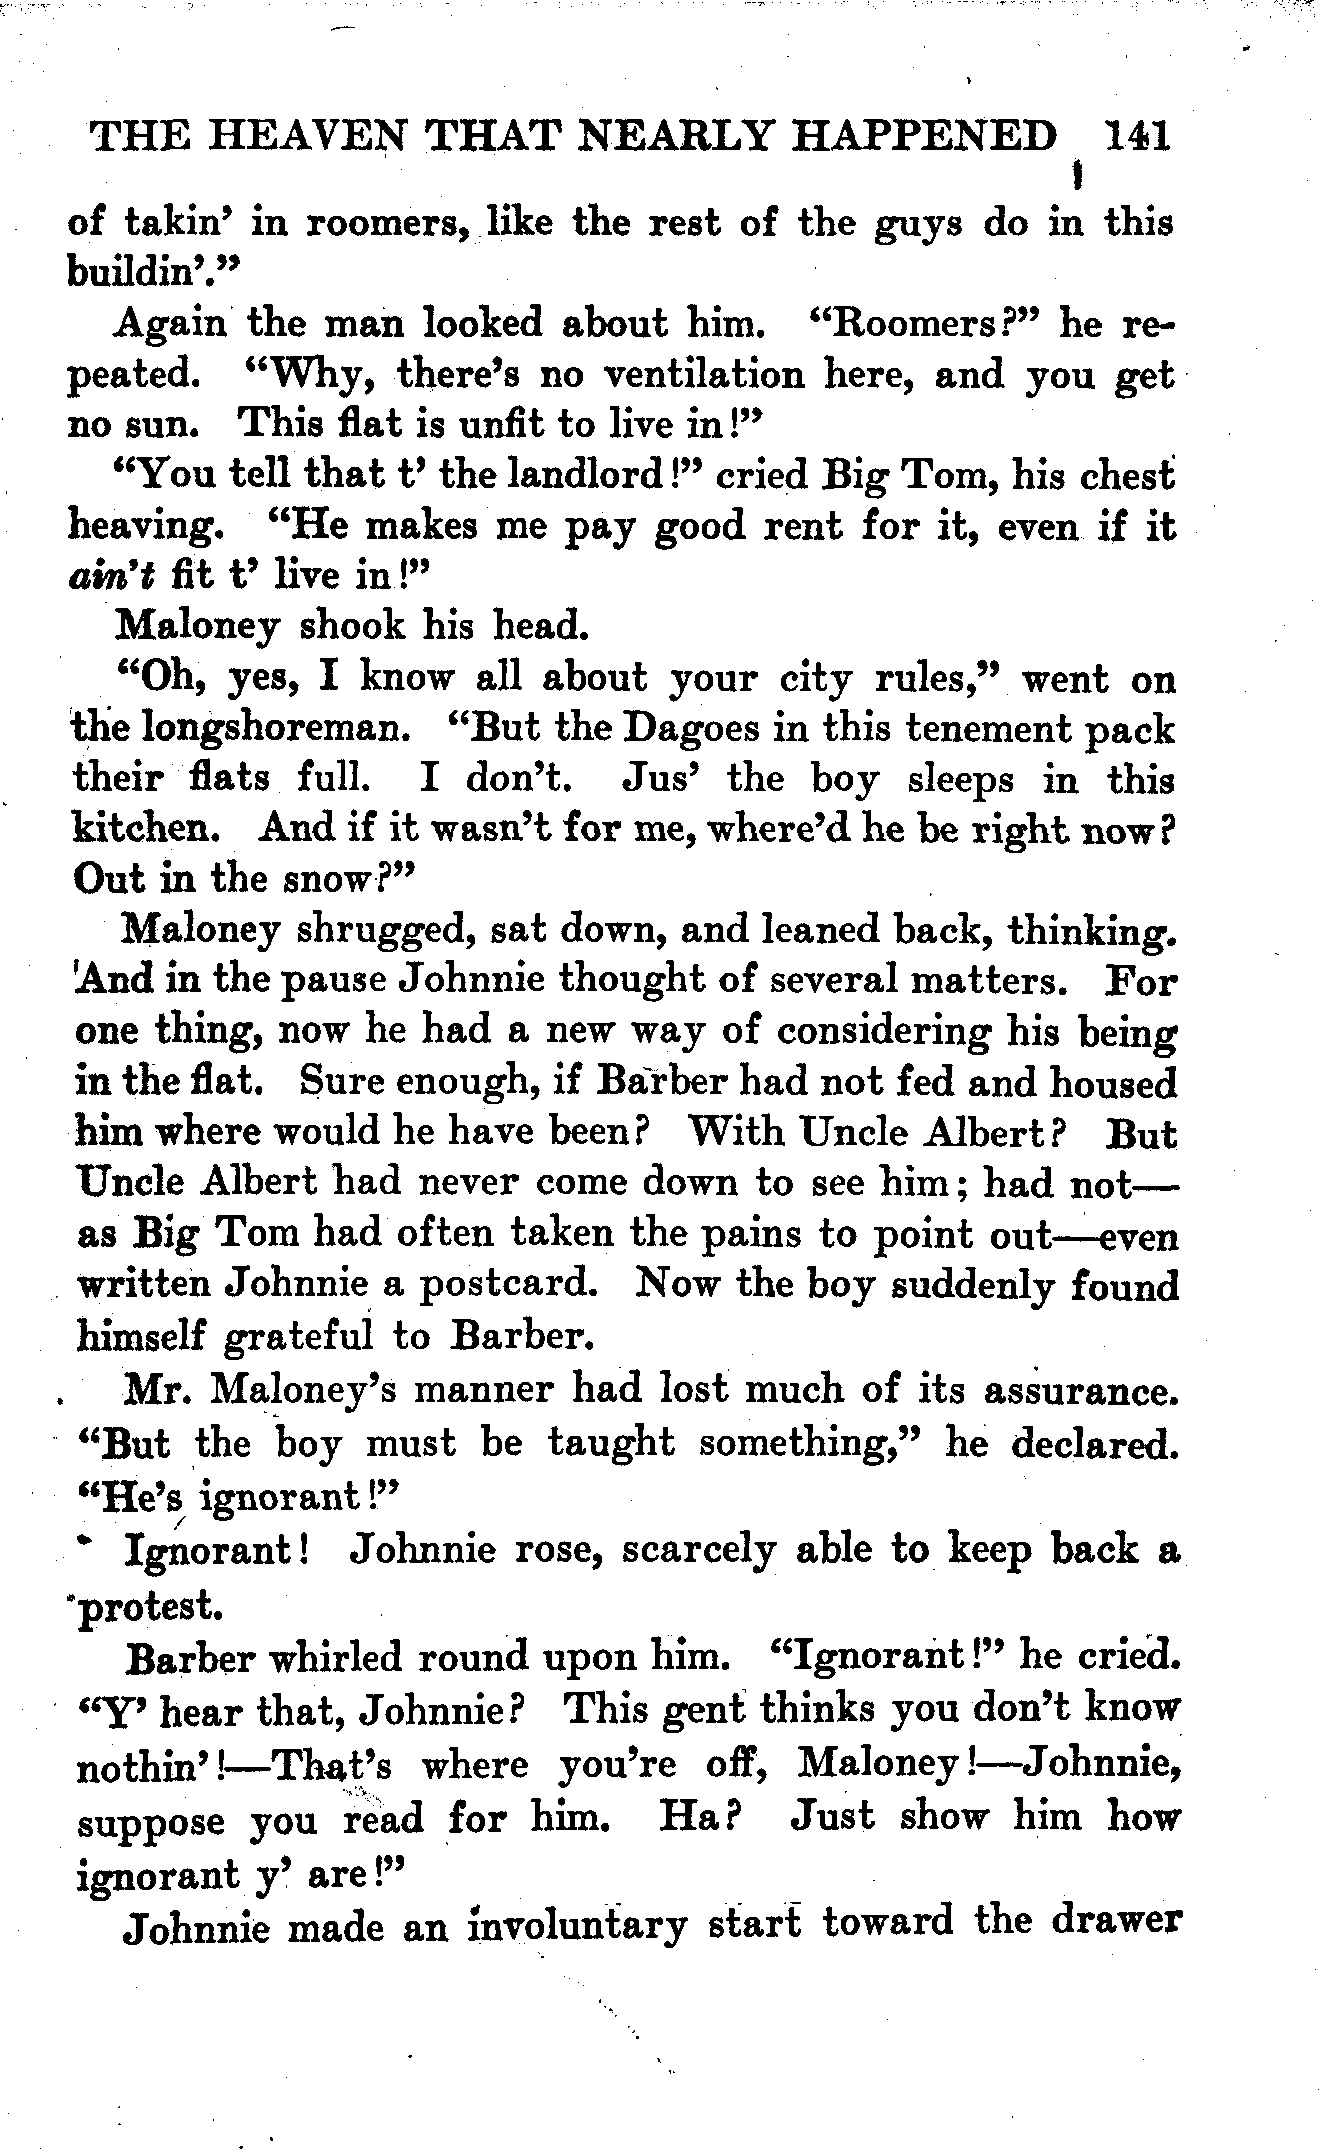 THE HEAVEN THAT NEARLY HAPPENED 141
of takin' in roomers, like the rest of the guys do in this
buildin'."
Again the man looked about him. "Roomers?" he re-
peated. "Why, there's no ventilation here, and you get
no sun. This flat is unfit to live in!"
"You tell that t' the landlord!" cried Big Tom, his chest
heaving. "He makes me pay good rent for it, even if it
ain't fit t' live in!"
Maloney shook his head.
"Oh, yes, I know all about your city rules," went on
the longshoreman. "But the Dagoes in this tenement pack
their flats full. I don't. Jus' the boy sleeps in this
kitchen. And if it wasn't for me, where'd he be right now?
Out in the snow?"
Maloney shrugged, sat down, and leaned back, thinking.
And in the pause Johnnie thought of several matters. For
one thing, now he had a new way of considering his being
in the flat. Sure enough, if Barber had not fed and housed
him where would he have been? With Uncle Albert? But
Uncle Albert had never come down to see him; had not—
as Big Tom had often taken the pains to point out—even
written Johnnie a postcard. Now the boy suddenly found
himself grateful to Barber.
Mr. Maloney's manner had lost much of its assurance.
"But the boy must be taught something," he declared.
"He's ignorant!"
Ignorant! Johnnie rose, scarcely able to keep back a
protest.
Barber whirled round upon him. "Ignorant!" he cried.
"Y' hear that, Johnnie? This gent thinks you don't know
nothin'!—That's where you're off, Maloney!—Johnnie,
suppose you read for him. Ha? Just show him how
ignorant y' are!"
Johnnie made an involuntary start toward the drawer